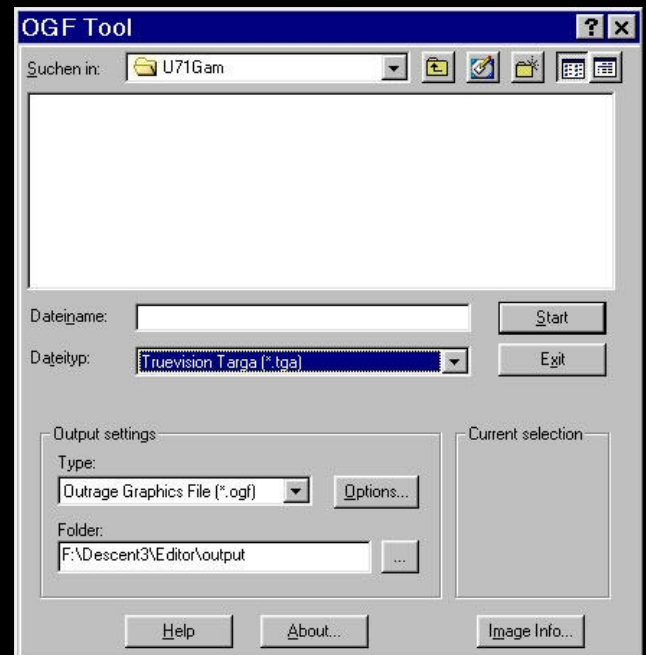 OGF Tool
Suchen in: U71Gam
Dateiname: Start
Dateityp: Truevision Targa (*.tga) Exit
Output settings Current selection
Type:
Outrage Graphics File (*.ogf) Options...
Folder:
F:\Descent3\Editor\output ...
Help About... Image Info...